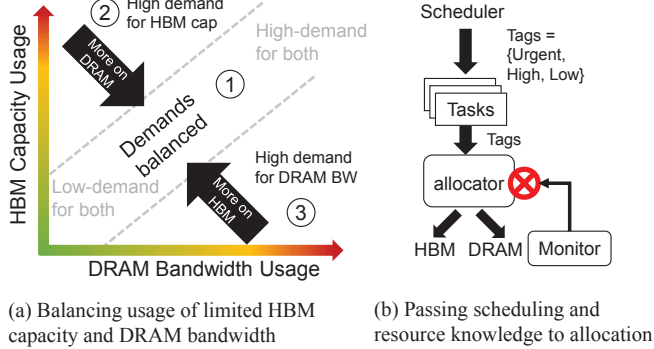 ② High demand
for HBM cap
High-demand
for both
More on
DRAM
①
Demands
balanced
HBM Capacity Usage
Low-demand
for both
High demand
for DRAM BW
More on
HBM
③
DRAM Bandwidth Usage
(a) Balancing usage of limited HBM
capacity and DRAM bandwidth
Scheduler
Tags =
{Urgent,
High, Low}
Tasks
Tags
allocator
HBM
DRAM
Monitor
(b) Passing scheduling and
resource knowledge to allocation